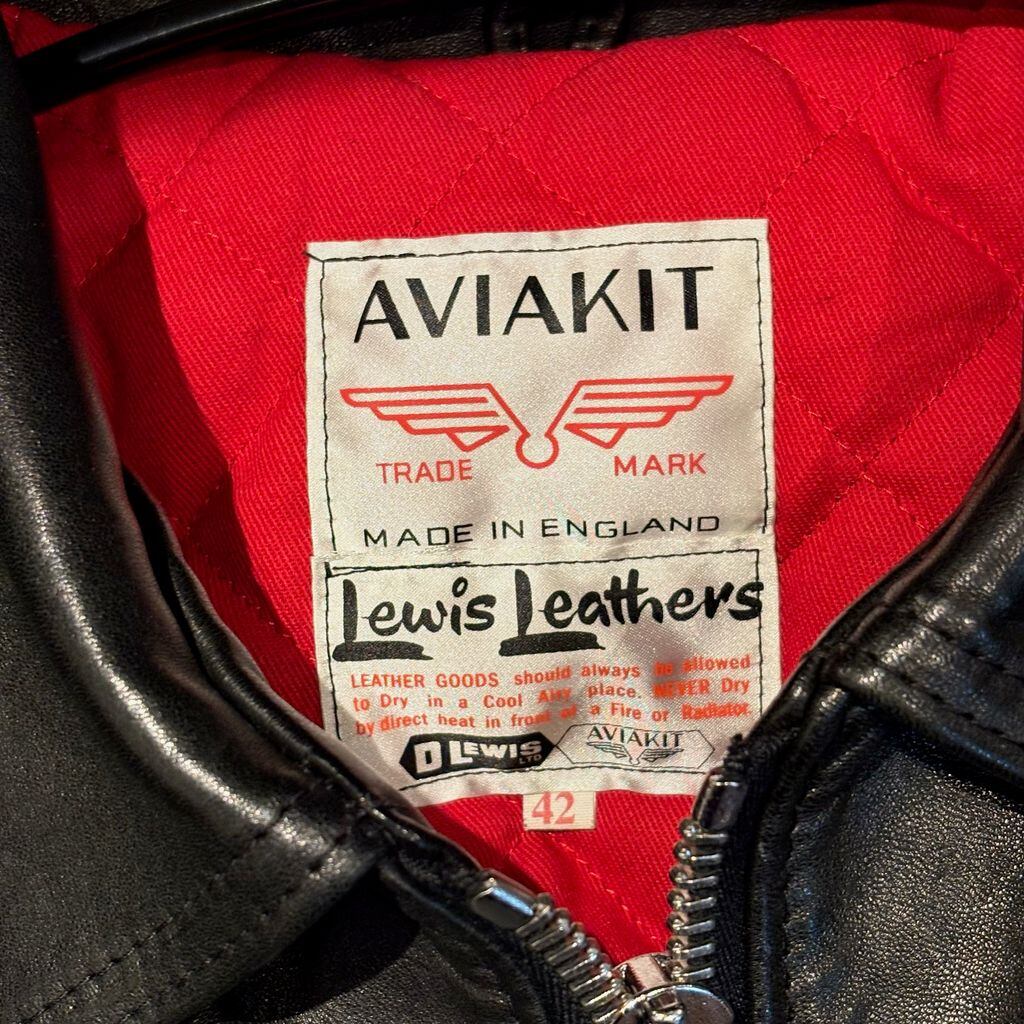 AVIAKIT
TRADE MARK
MADE IN ENGLAND
Lewis Leathers
LEATHER GOODS should always be allowed
to Dry in a Cool Airy place. NEVER Dry
by direct heat in front of a Fire or Radiator.
D LEWIS LTD AVIAKIT
42